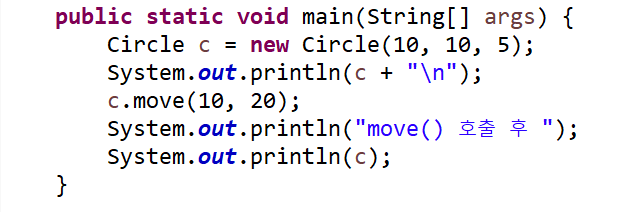 public static void main(String[] args) {
Circle c = new Circle(10, 10, 5);
System.out.println(c + "\n");
c.move(10, 20);
System.out.println("move() 호출 후 ");
System.out.println(c);
}